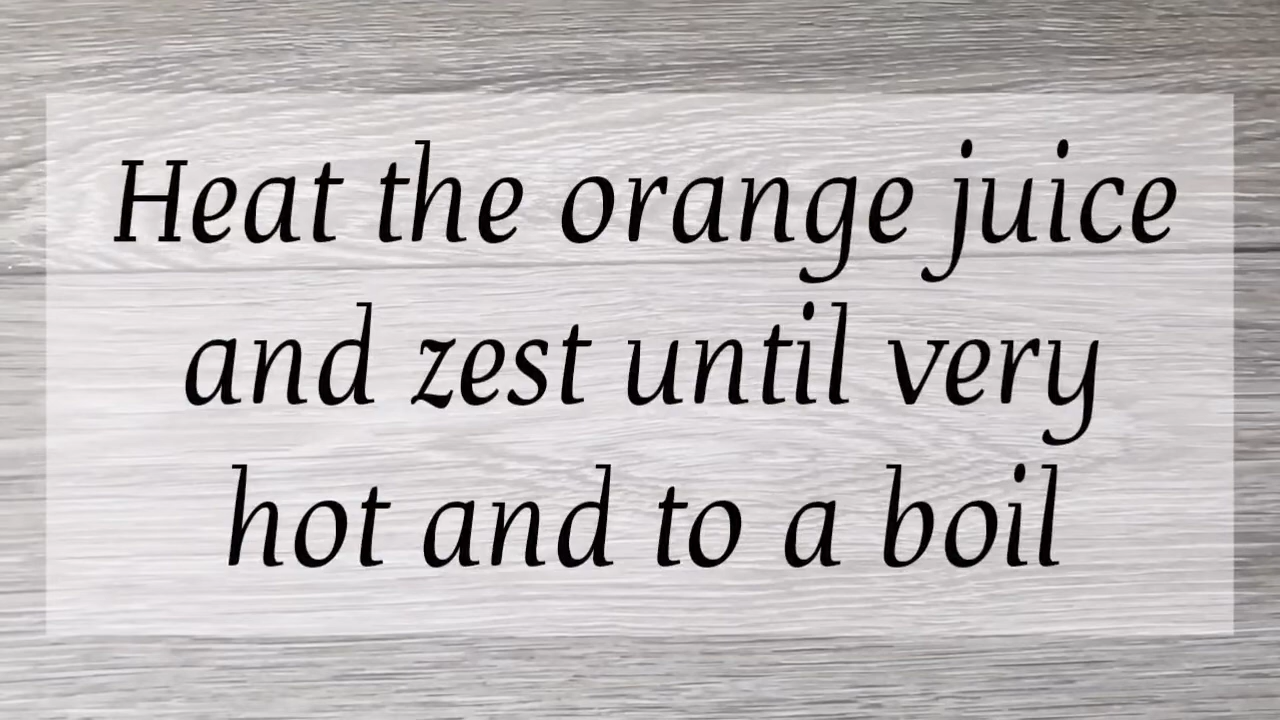 Heat the orange juice
and zest until very
hot and to a boil